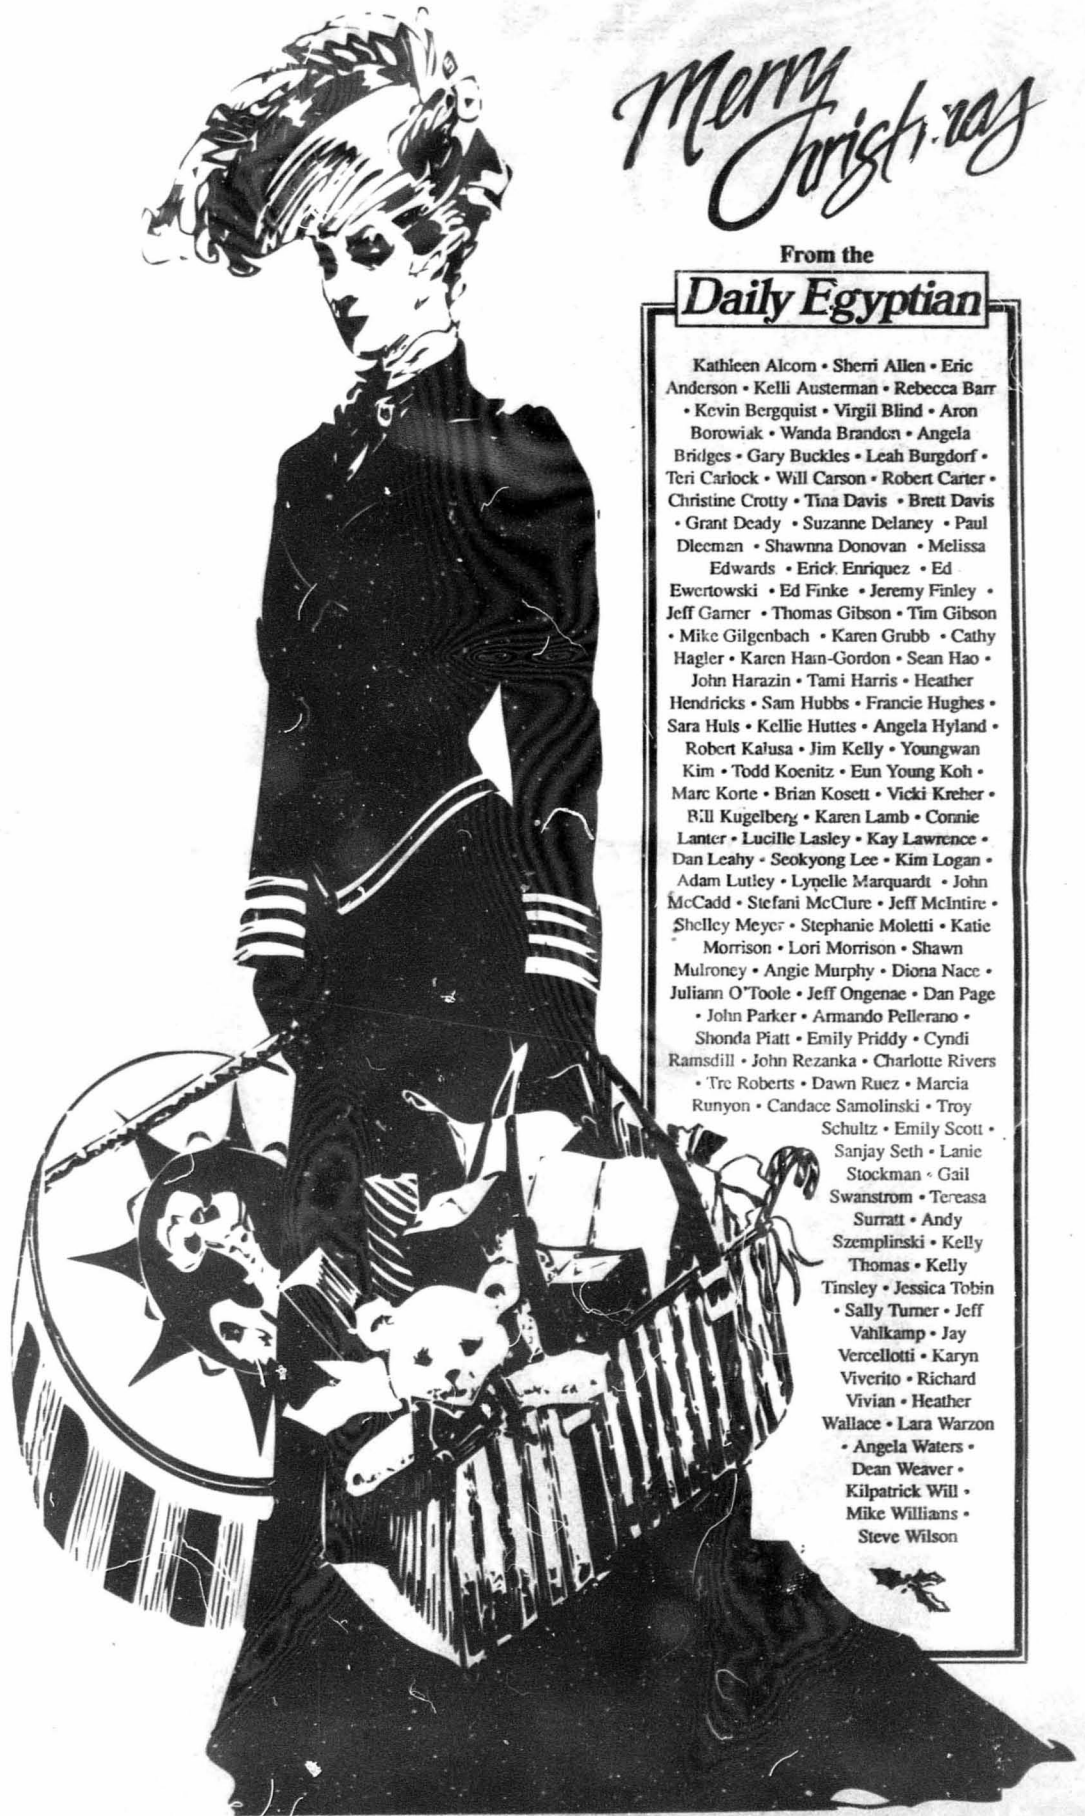 Merry
Christmas
From the
Daily Egyptian
Kathleen Alcorn • Sherri Allen • Eric
Anderson • Kelli Austerman • Rebecca Barr
• Kevin Bergquist • Virgil Blind • Aron
Borowiak • Wanda Brandon • Angela
Bridges • Gary Buckles • Leah Burgdorf •
Teri Carlock • Will Carson • Robert Carter •
Christine Crotty • Tina Davis • Brett Davis
• Grant Deady • Suzanne Delaney • Paul
Dleeman • Shawnna Donovan • Melissa
Edwards • Erick Enriquez • Ed
Ewertowski • Ed Finke • Jeremy Finley •
Jeff Garner • Thomas Gibson • Tim Gibson
• Mike Gilgenbach • Karen Grubb • Cathy
Hagler • Karen Ham-Gordon • Sean Hao •
John Harazin • Tami Harris • Heather
Hendricks • Sam Hubbs • Francie Hughes •
Sara Huls • Kellie Huttes • Angela Hyland •
Robert Kalusa • Jim Kelly • Youngwan
Kim • Todd Koenitz • Eun Young Koh •
Marc Korte • Brian Kosett • Vicki Kreher •
Bill Kugelberg • Karen Lamb • Connie
Lanter • Lucille Lasley • Kay Lawrence •
Dan Leahy • Seokyong Lee • Kim Logan •
Adam Lutley • Lynelle Marquardt • John
McCadd • Stefani McClure • Jeff McIntire •
Shelley Meyer • Stephanie Moletti • Katie
Morrison • Lori Morrison • Shawn
Mulroney • Angie Murphy • Diona Nace •
Juliann O'Toole • Jeff Ongenae • Dan Page
• John Parker • Armando Pellerano •
Shonda Piatt • Emily Priddy • Cyndi
Ramsdill • John Rezanka • Charlotte Rivers
• Tre Roberts • Dawn Ruez • Marcia
Runyon • Candace Samolinski • Troy
Schultz • Emily Scott •
Sanjay Seth • Lanie
Stockman • Gail
Swanstrom • Tereasa
Surratt • Andy
Szemplinski • Kelly
Thomas • Kelly
Tinsley • Jessica Tobin
• Sally Turner • Jeff
Vahlkamp • Jay
Vercellotti • Karyn
Viverito • Richard
Vivian • Heather
Wallace • Lara Warzon
• Angela Waters •
Dean Weaver •
Kilpatrick Will •
Mike Williams •
Steve Wilson